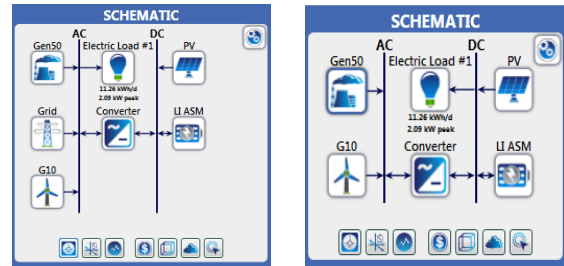 SCHEMATIC
AC DC
Gen50 Electric Load #1 PV
11.26 kWh/d
2.09 kW peak
Grid Converter LI ASM
G10
SCHEMATIC
AC DC
Gen50 Electric Load #1 PV
11.26 kWh/d
2.09 kW peak
G10 Converter LI ASM